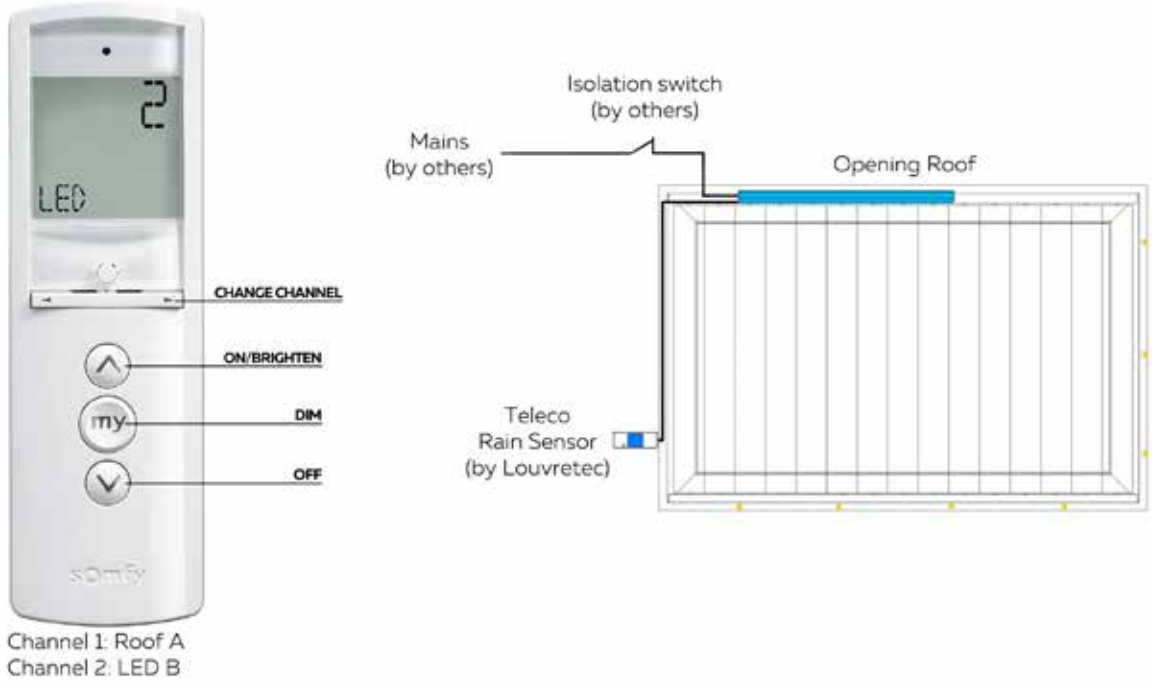 2
LED
CHANGE CHANNEL
ON/BRIGHTEN
my
DIM
OFF
somfy
Channel 1: Roof A
Channel 2: LED B
Isolation switch
(by others)
Mains
(by others)
Opening Roof
Teleco
Rain Sensor
(by Louvretec)